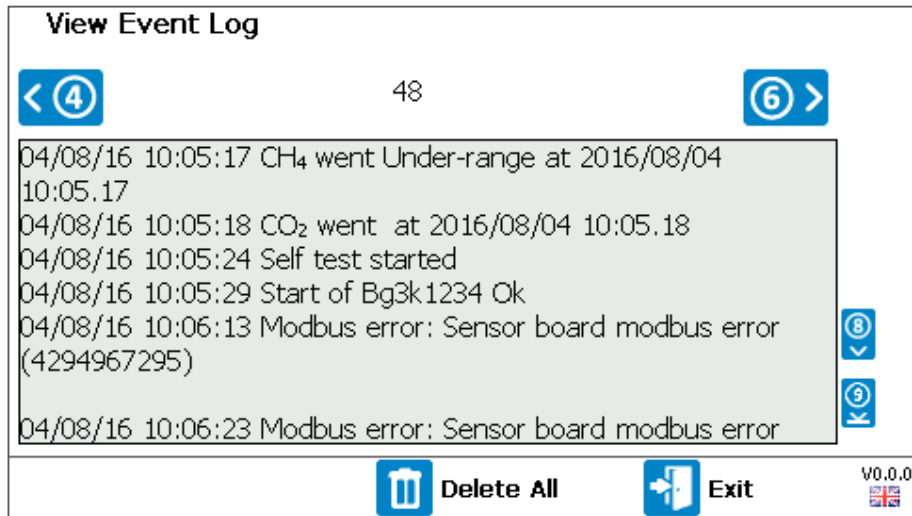 View Event Log
< 4
48
6 >
04/08/16 10:05:17 CH₄ went Under-range at 2016/08/04
10:05.17
04/08/16 10:05:18 CO₂ went  at 2016/08/04 10:05.18
04/08/16 10:05:24 Self test started
04/08/16 10:05:29 Start of Bg3k1234 Ok
04/08/16 10:06:13 Modbus error: Sensor board modbus error
(4294967295)
8
9
04/08/16 10:06:23 Modbus error: Sensor board modbus error
Delete All
Exit
V0.0.0